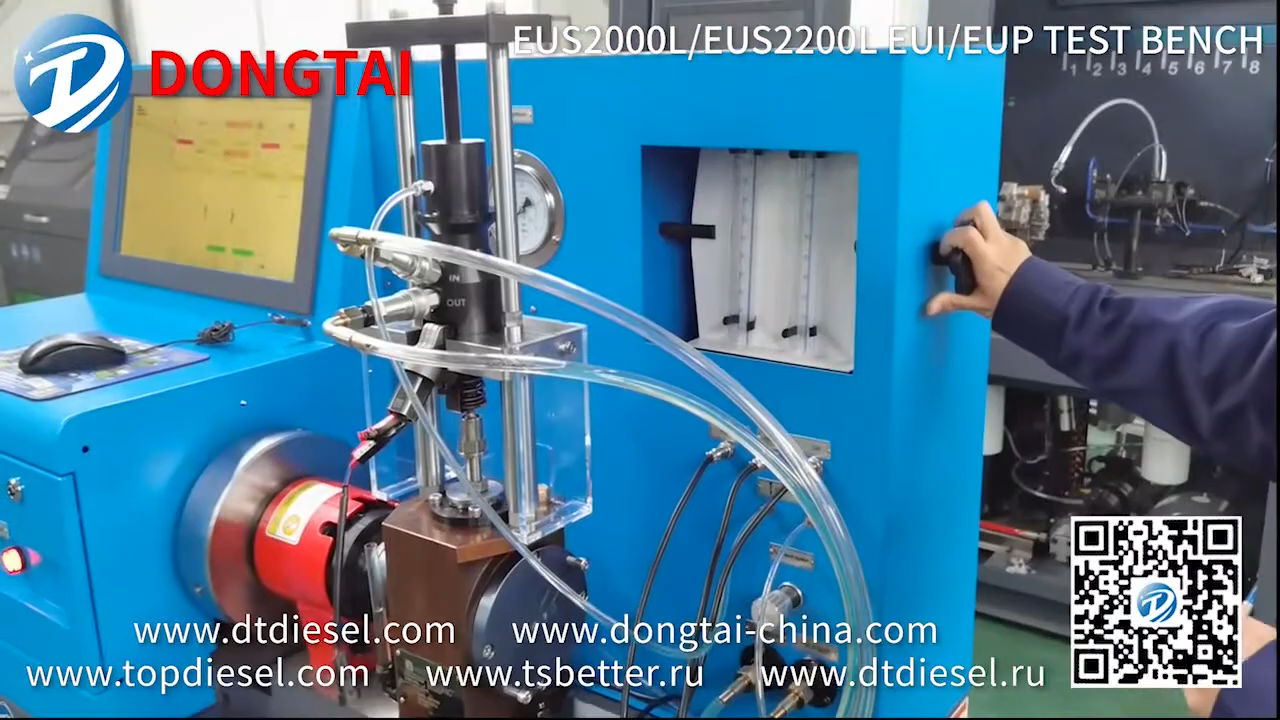 EUS2000L/EUS2200L EUI/EUP TEST BENCH
DONGTAI
1 2 3 4 5 6 7 8
IN
OUT
www.dtdiesel.com www.dongtai-china.com
www.topdiesel.com www.tsbetter.ru www.dtdiesel.ru